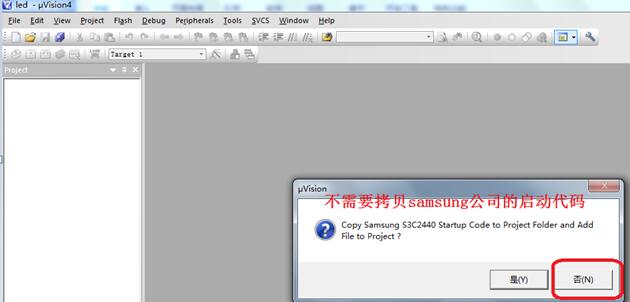 led - µVision4
File Edit View Project Flash Debug Peripherals Tools SVCS Window Help
Target 1
Project
µVision
不需要拷贝samsung公司的启动代码
Copy Samsung S3C2440 Startup Code to Project Folder and Add
File to Project ?
是(Y) 否(N)